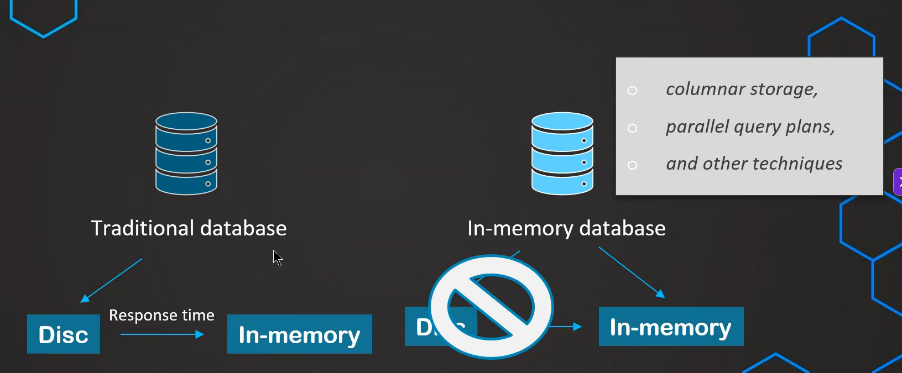 columnar storage,
parallel query plans,
and other techniques
Traditional database
In-memory database
Response time
Disc
In-memory
In-memory